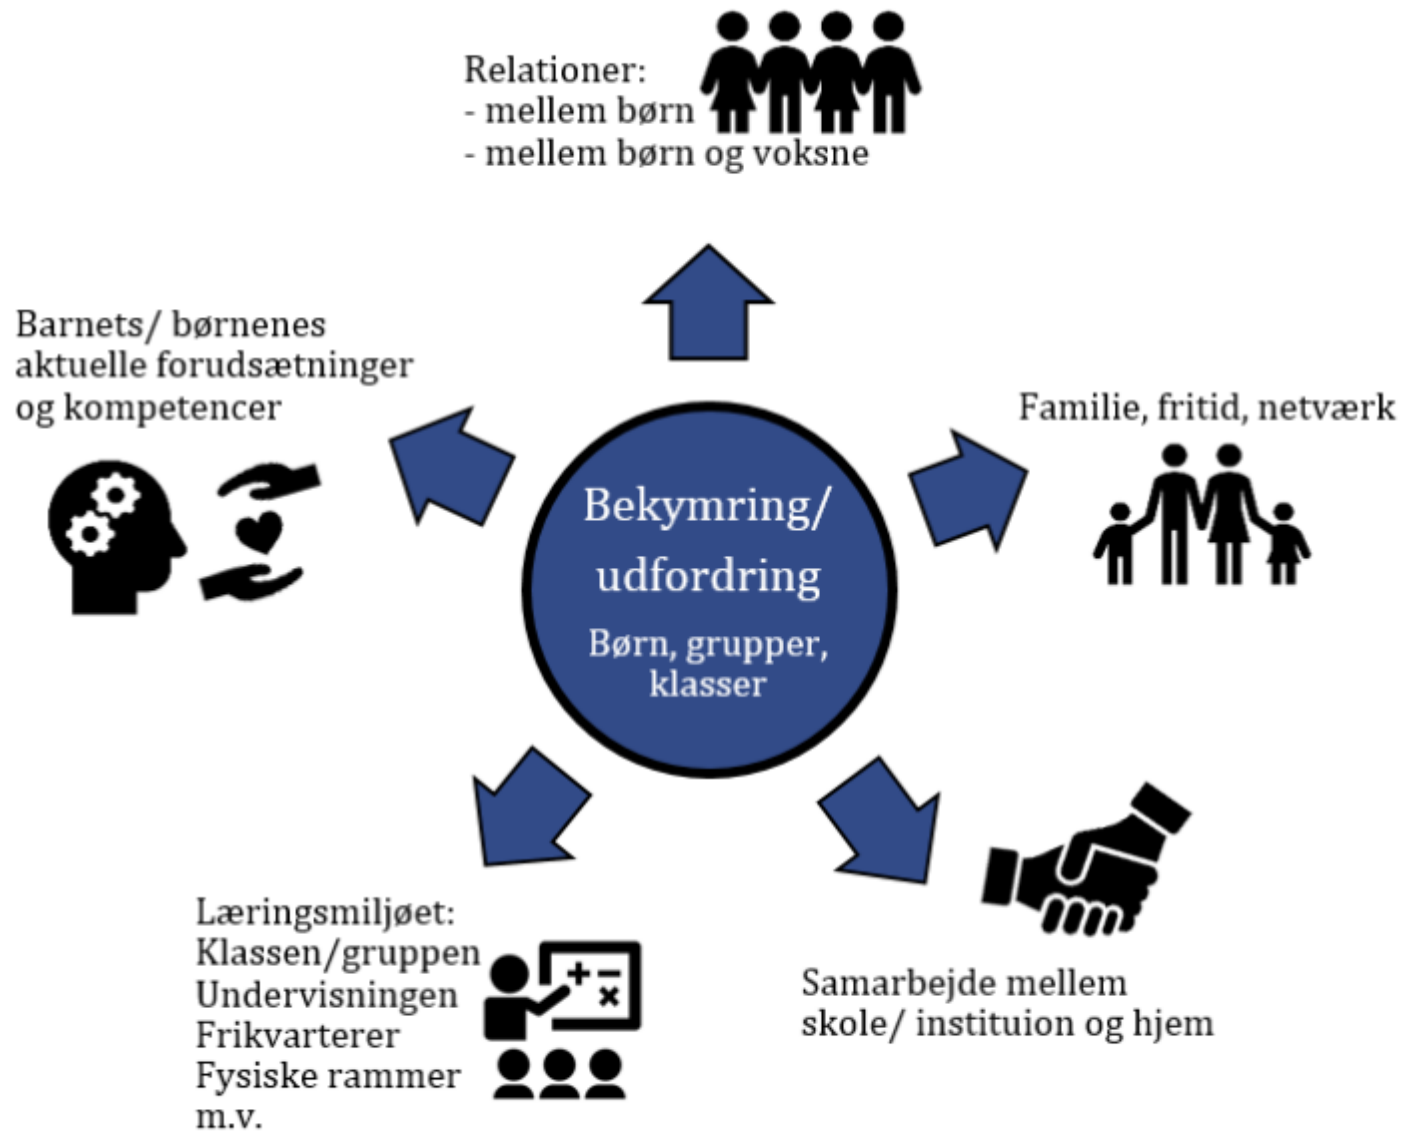 Relationer:
- mellem børn
- mellem børn og voksne
Barnets/ børnenes
aktuelle forudsætninger
og kompetencer
Familie, fritid, netværk
Bekymring/
udfordring
Børn, grupper,
klasser
Læringsmiljøet:
Klassen/gruppen
Undervisningen
Frikvarterer
Fysiske rammer
m.v.
Samarbejde mellem
skole/ instituion og hjem